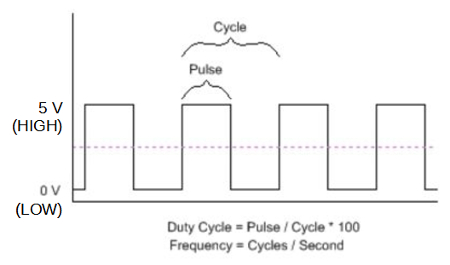 Cycle
Pulse
5 V
(HIGH)
0 V
(LOW)
Duty Cycle = Pulse / Cycle * 100
Frequency = Cycles / Second